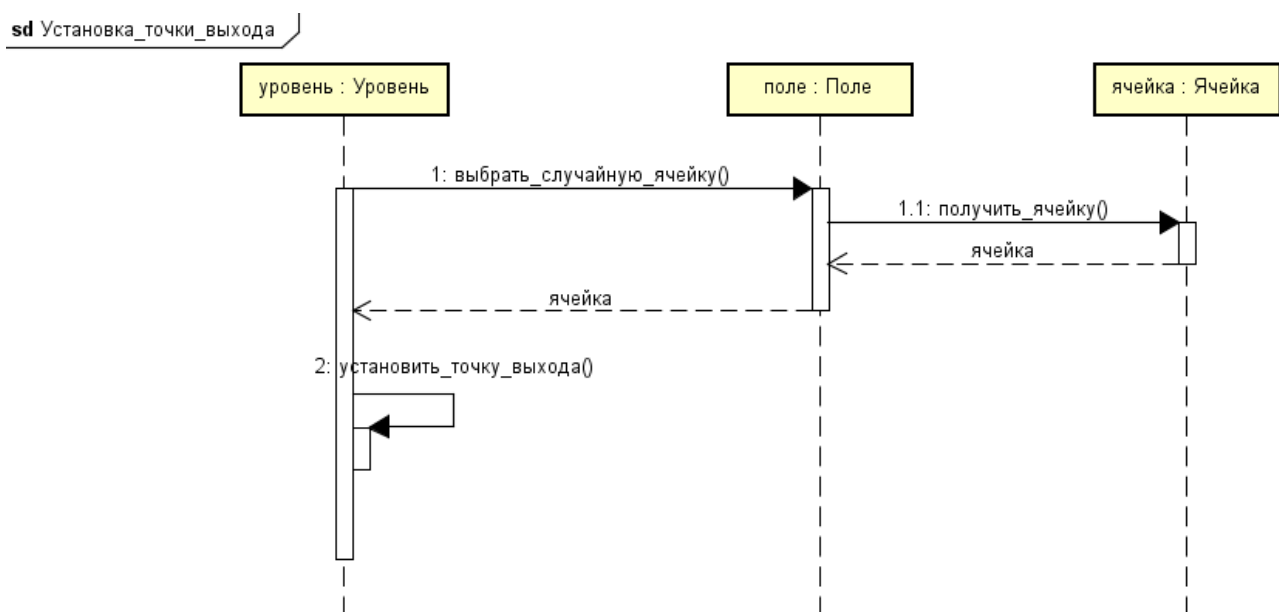 sd Установка_точки_выхода
уровень : Уровень
поле : Поле
ячейка : Ячейка
1: выбрать_случайную_ячейку()
1.1: получить_ячейку()
ячейка
ячейка
2: установить_точку_выхода()